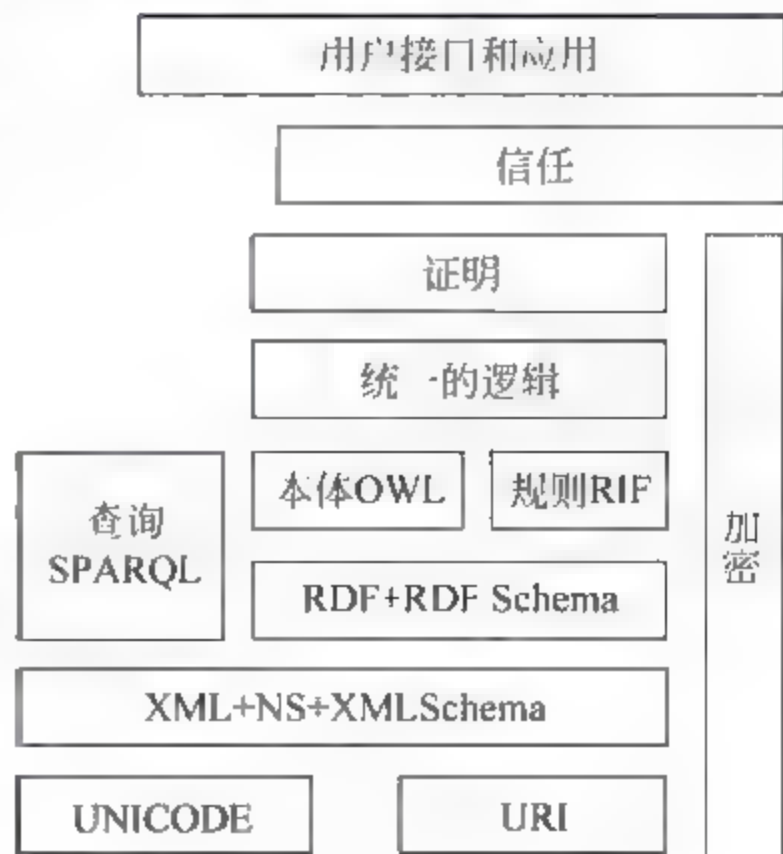 用户接口和应用
信任
证明
统一的逻辑
查询
SPARQL
本体OWL
规则RIF
加
密
RDF+RDF Schema
XML+NS+XMLSchema
UNICODE
URI